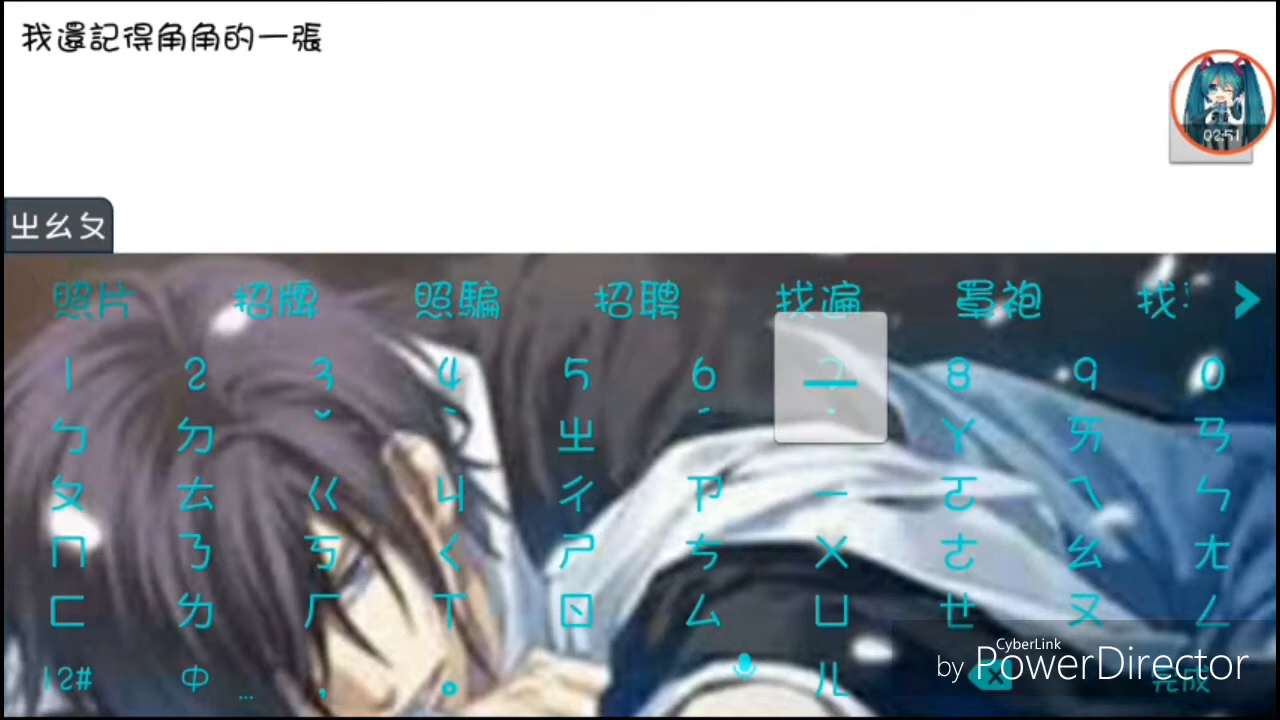 我還記得角角的一張
02:51
ㄓㄠㄆ
照片 招牌 照騙 招聘 找遍 罩袍 找
1 2 3 4 5 6 7 8 9 0
ˇ ˋ ˊ ˙
ㄅ ㄉ ㄓ ㄚ ㄞ ㄢ
ㄆ ㄊ ㄍ ㄐ ㄔ ㄗ ㄧ ㄛ ㄟ ㄣ
ㄇ ㄋ ㄎ ㄑ ㄕ ㄘ ㄨ ㄜ ㄠ ㄤ
ㄈ ㄌ ㄏ ㄒ ㄖ ㄙ ㄩ ㄝ ㄡ ㄥ
12# 中 ... , 。 ㄦ 完成
CyberLink
by PowerDirector